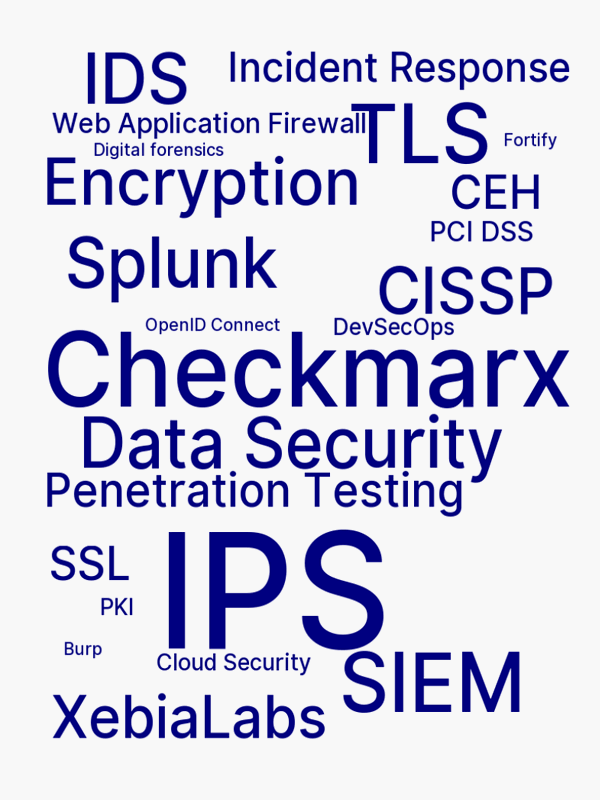 IDS
Incident Response
Web Application Firewall
TLS
Fortify
Digital forensics
Encryption
CEH
PCI DSS
Splunk
CISSP
OpenID Connect
DevSecOps
Checkmarx
Data Security
Penetration Testing
SSL
IPS
PKI
Burp
Cloud Security
SIEM
XebiaLabs